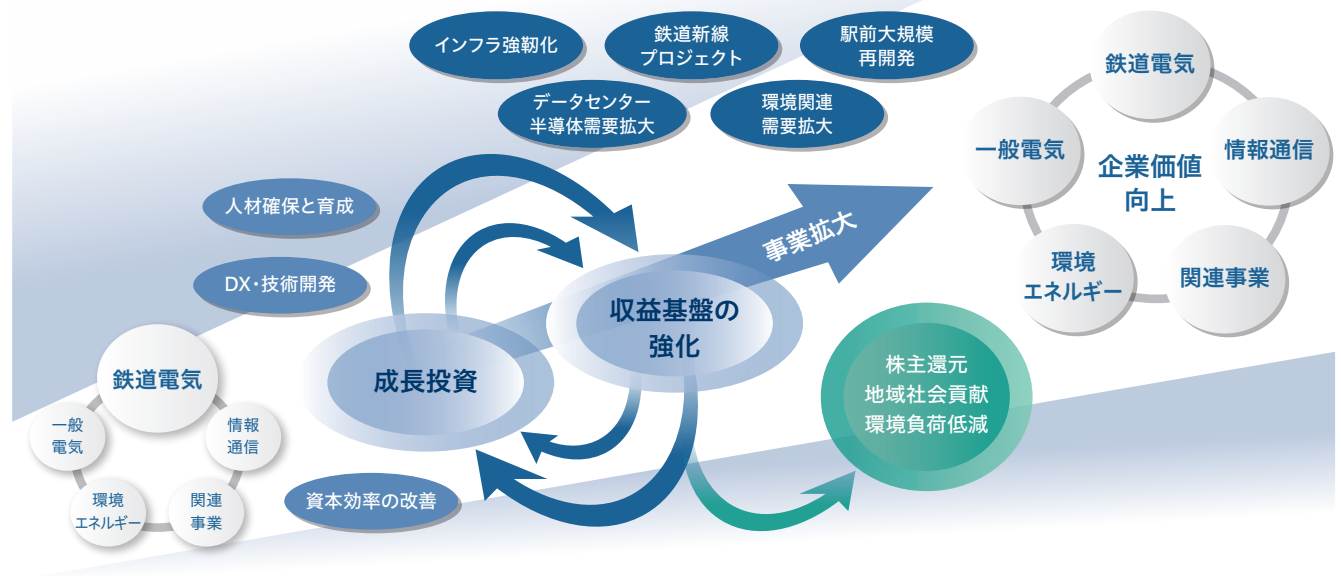 インフラ強靭化
鉄道新線
プロジェクト
駅前大規模
再開発
データセンター
半導体需要拡大
環境関連
需要拡大
人材確保と育成
DX・技術開発
事業拡大
収益基盤の
強化
成長投資
資本効率の改善
株主還元
地域社会貢献
環境負荷低減
鉄道電気
一般
電気
情報
通信
環境
エネルギー
関連
事業
鉄道電気
一般電気
情報通信
企業価値
向上
環境
エネルギー
関連事業